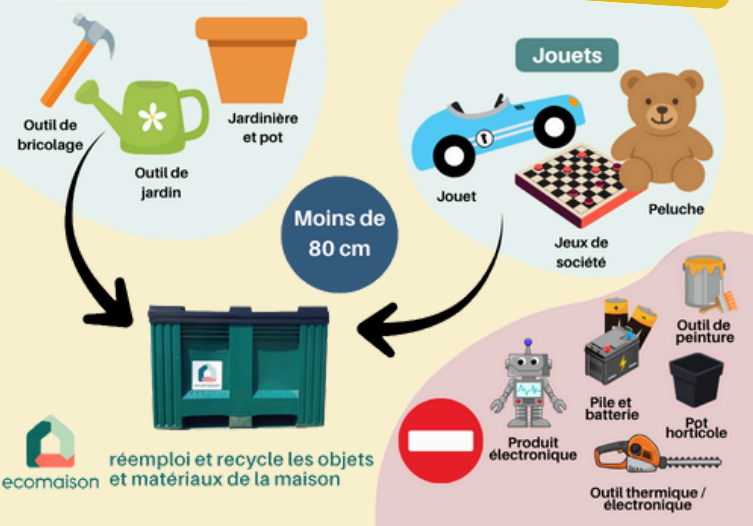 Jouets
Outil de
bricolage
Outil de
jardin
Jardinière
et pot
Jouet
Jeux de
société
Peluche
Moins de
80 cm
ecomaison
ecomaison
réemploi et recycle les objets
et matériaux de la maison
Outil de
peinture
Pile et
batterie
Pot
horticole
Produit
électronique
Outil thermique /
électronique